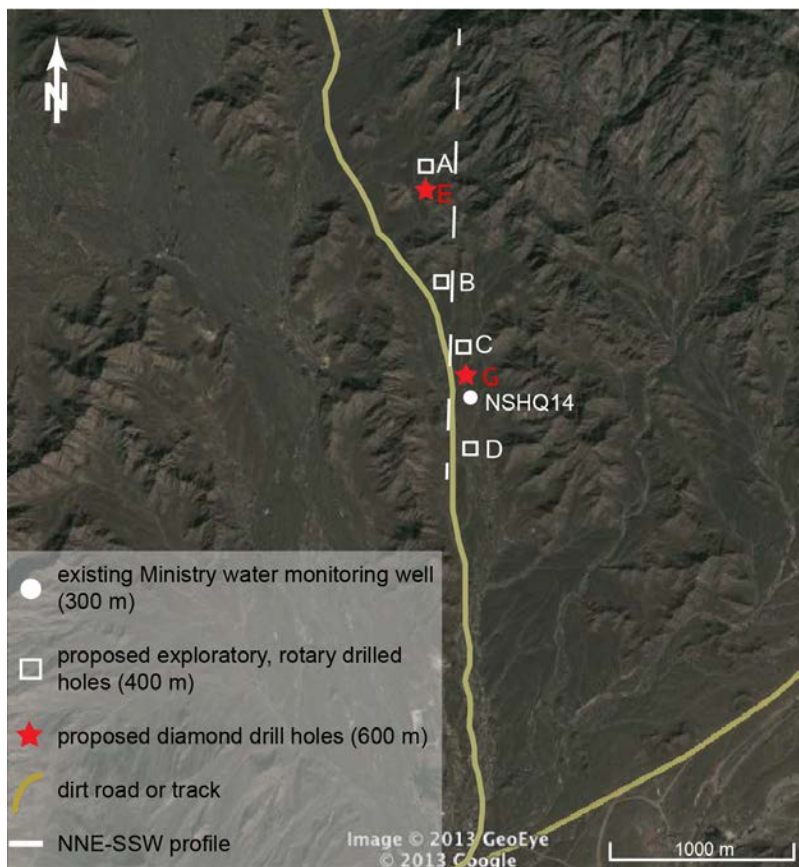 N
A
E
B
C
G
NSHQ14
D
existing Ministry water monitoring well
(300 m)
proposed exploratory, rotary drilled
holes (400 m)
proposed diamond drill holes (600 m)
dirt road or track
NNE-SSW profile
Image © 2013 GeoEye
© 2013 Google
1000 m